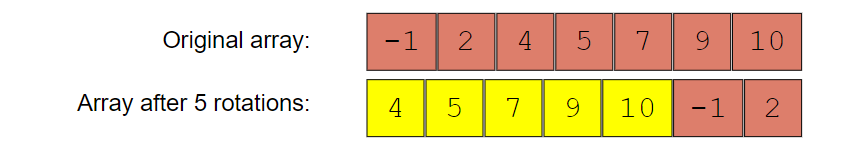 Original array: -1 2 4 5 7 9 10
Array after 5 rotations: 4 5 7 9 10 -1 2